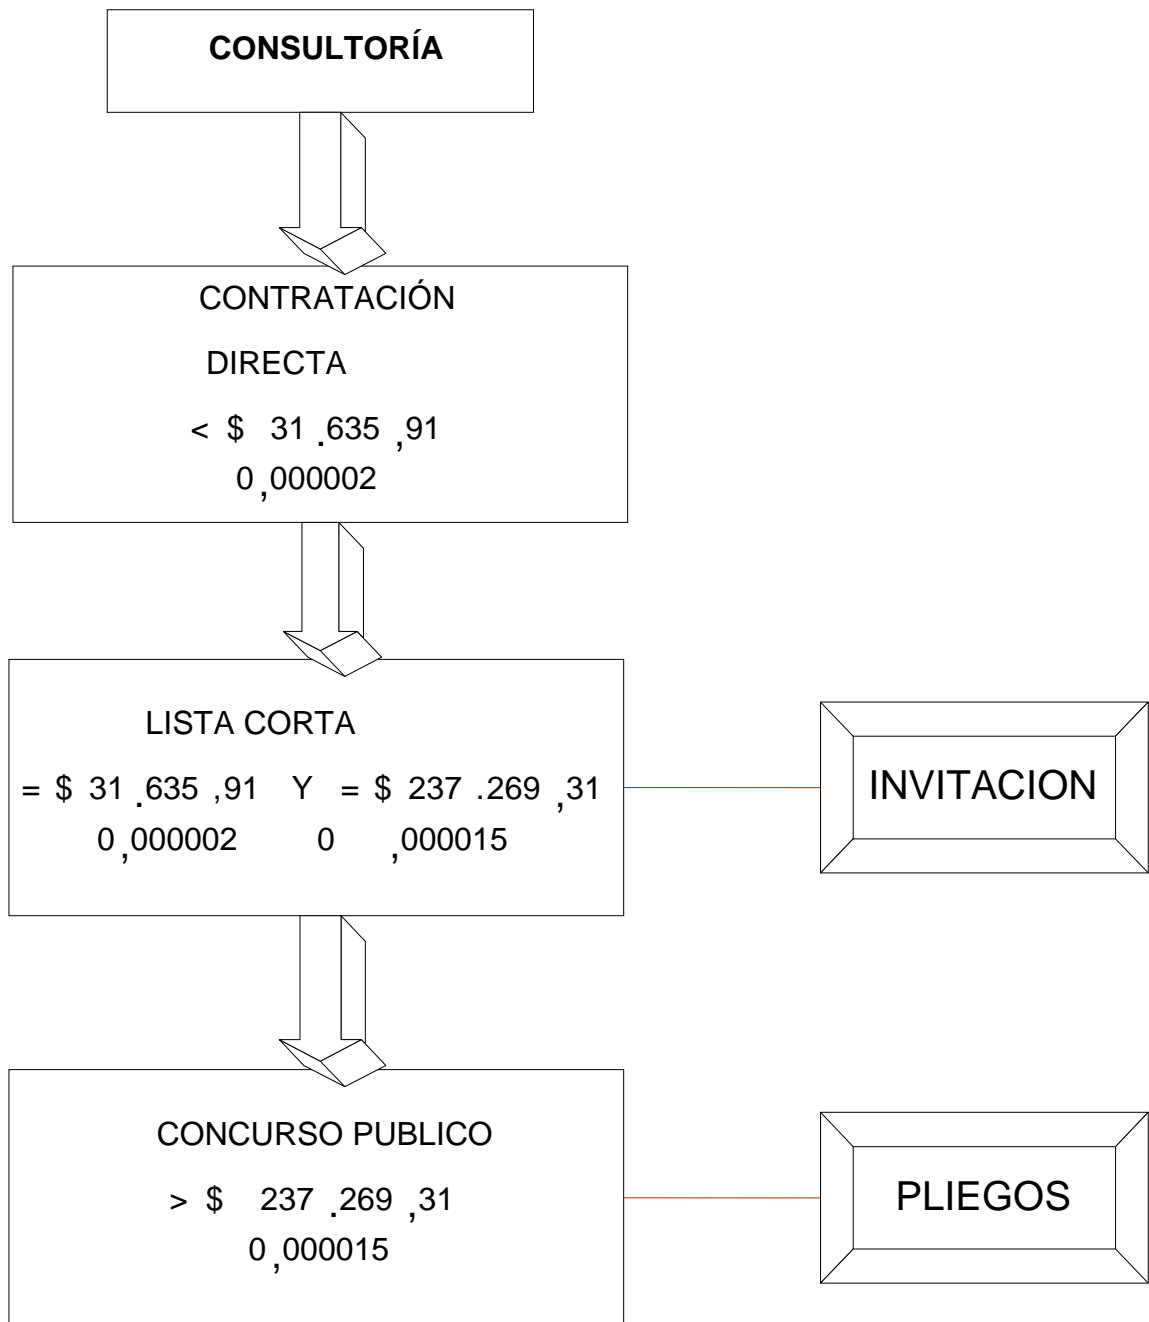 CONSULTORÍA
CONTRATACIÓN
DIRECTA
< $ 31.635,91
0,000002
LISTA CORTA
= $ 31.635,91 Y = $ 237.269,31
0,000002 0,000015
INVITACION
CONCURSO PUBLICO
> $ 237.269,31
0,000015
PLIEGOS